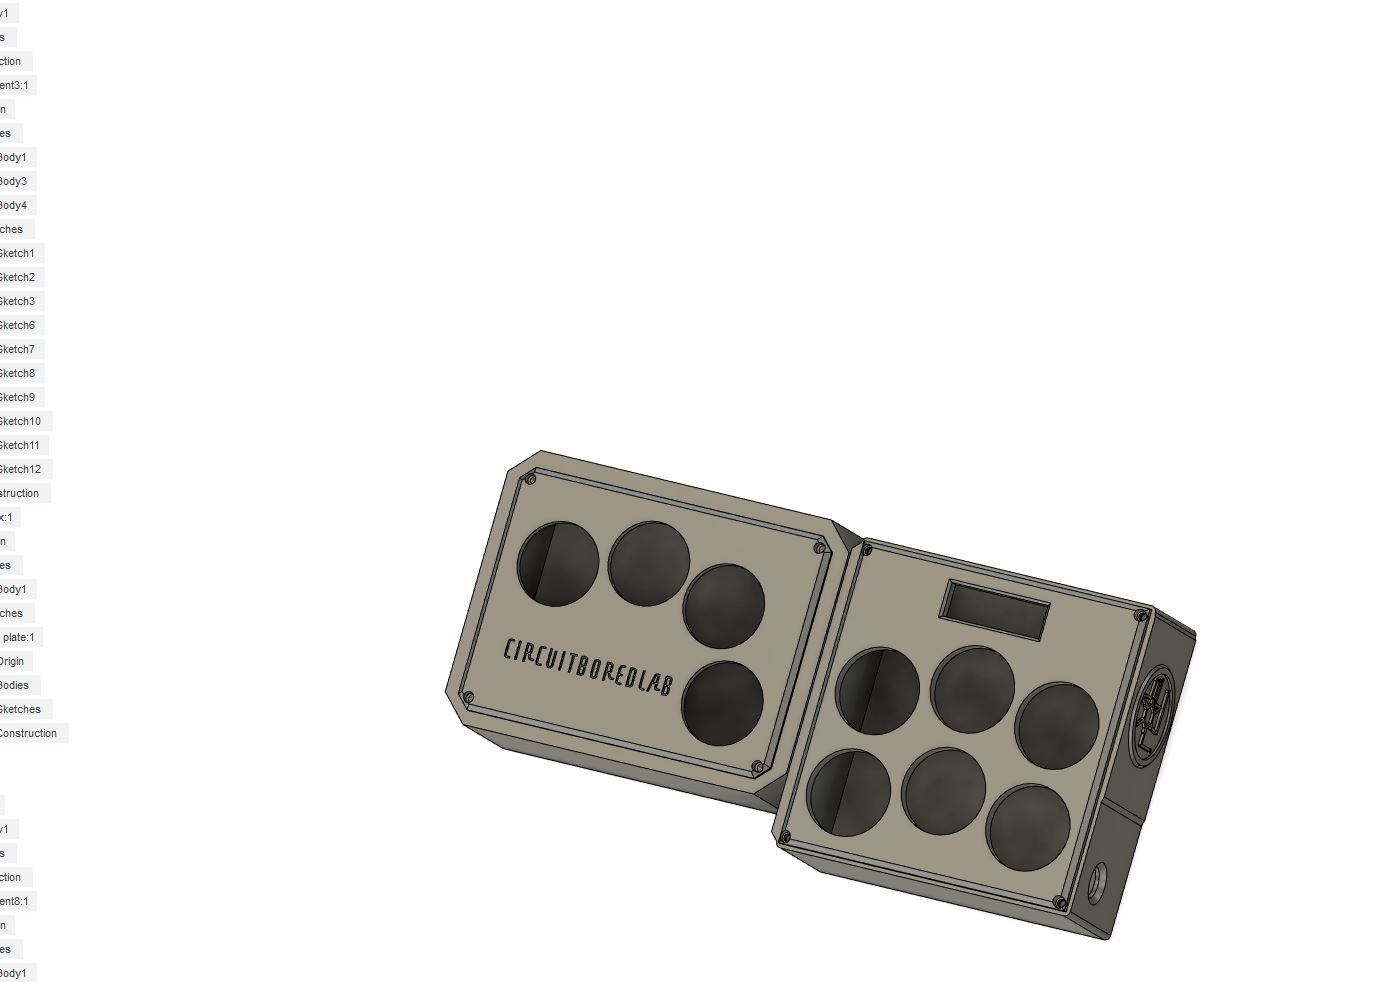 y1
s
ction
ent3:1
n
es
Body1
Body3
Body4
ches
Sketch1
Sketch2
Sketch3
Sketch6
Sketch7
Sketch8
Sketch9
Sketch10
Sketch11
Sketch12
struction
x:1
n
es
Body1
ches
plate:1
Origin
Bodies
Sketches
Construction
y1
s
ction
ent8:1
n
es
Body1
CIRCUITBOREDLAB